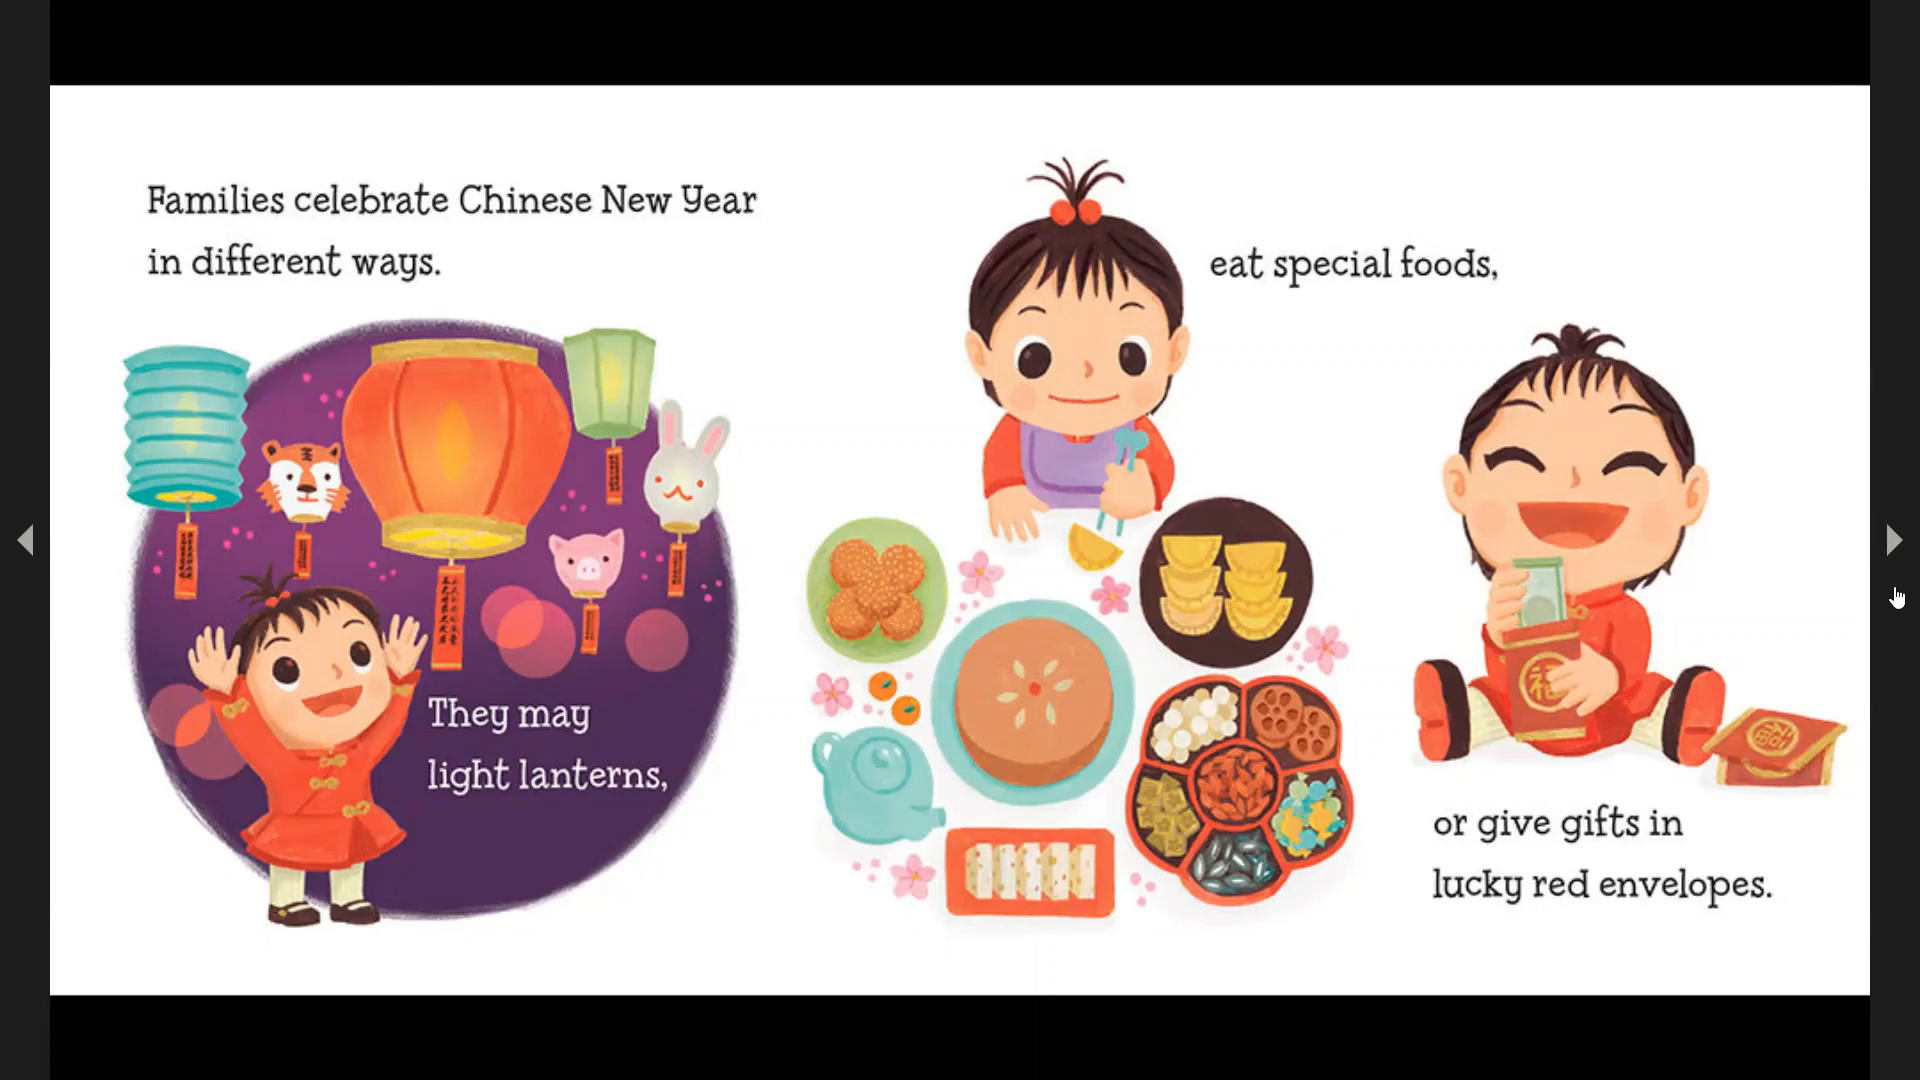 Families celebrate Chinese New Year
in different ways.
They may
light lanterns,
eat special foods,
or give gifts in
lucky red envelopes.
福